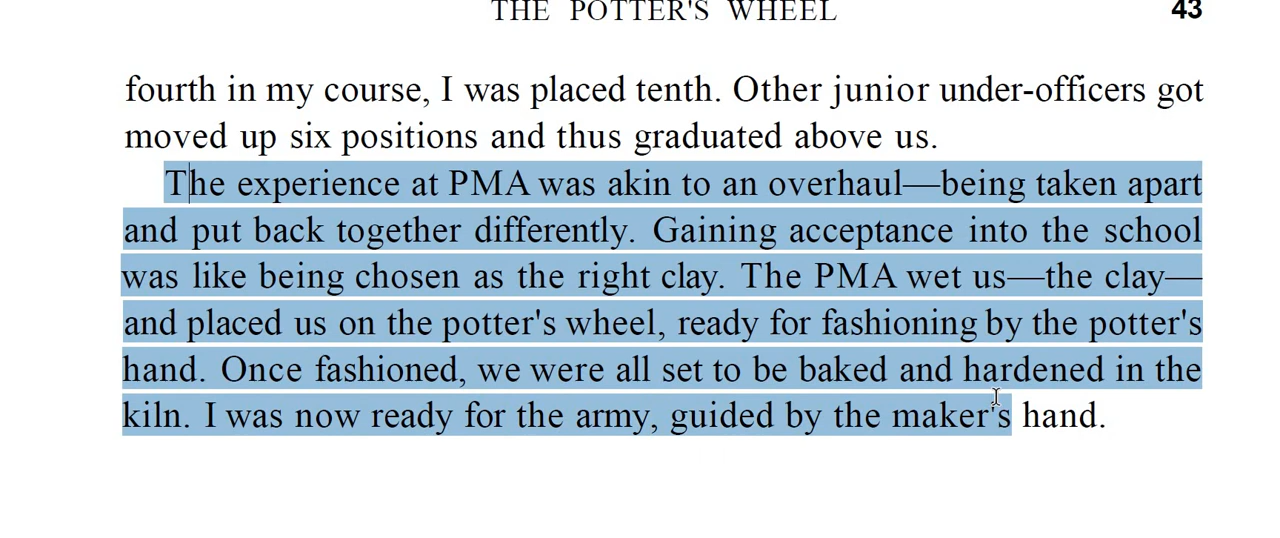 THE POTTER'S WHEEL 43
fourth in my course, I was placed tenth. Other junior under-officers got
moved up six positions and thus graduated above us.
The experience at PMA was akin to an overhaul—being taken apart
and put back together differently. Gaining acceptance into the school
was like being chosen as the right clay. The PMA wet us—the clay—
and placed us on the potter's wheel, ready for fashioning by the potter's
hand. Once fashioned, we were all set to be baked and hardened in the
kiln. I was now ready for the army, guided by the maker's hand.